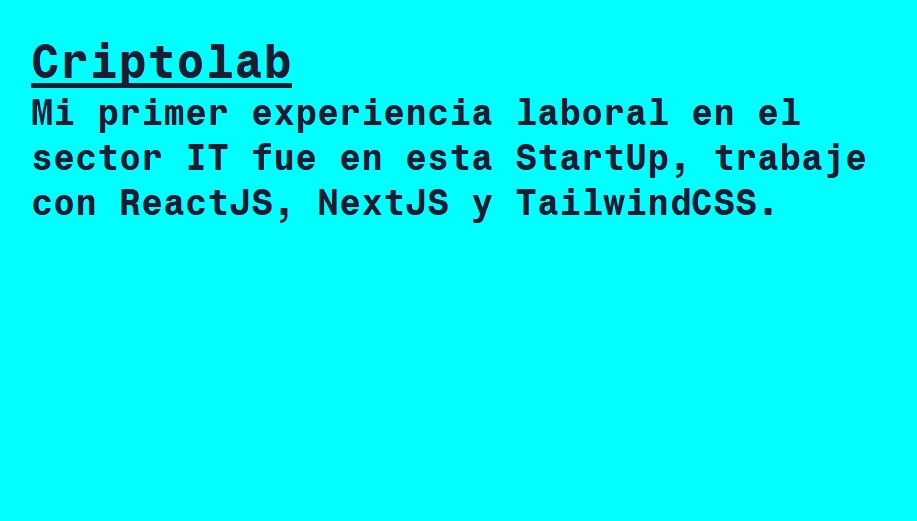 Criptolab
Mi primer experiencia laboral en el
sector IT fue en esta StartUp, trabaje
con ReactJS, NextJS y TailwindCSS.